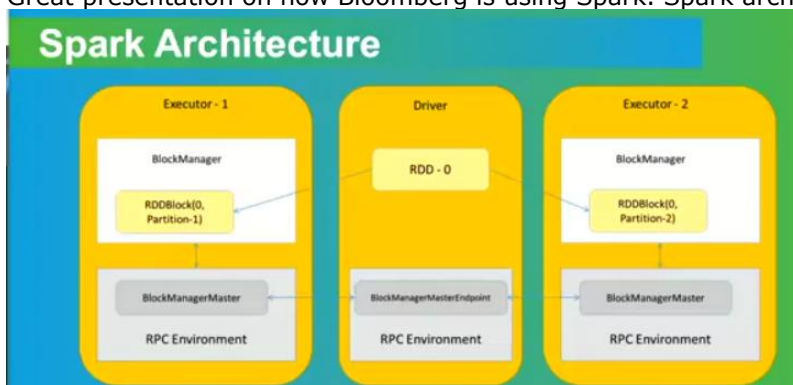 Great presentation on how Bloomberg is using Spark. Spark arch
Spark Architecture
Executor - 1
BlockManager
RDDBlock(0,
Partition-1)
BlockManagerMaster
RPC Environment
Driver
RDD - 0
BlockManagerMasterEndpoint
RPC Environment
Executor - 2
BlockManager
RDDBlock(0,
Partition-2)
BlockManagerMaster
RPC Environment